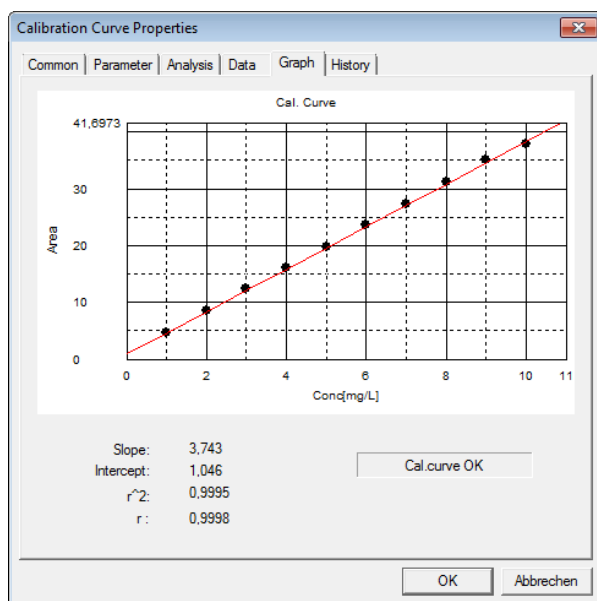 Calibration Curve Properties
Common Parameter Analysis Data Graph History
Cal. Curve
41,6973
30
20
10
0
Area
0 2 4 6 8 10 11
Conc[mg/L]
Slope: 3,743
Intercept: 1,046
r^2: 0,9995
r : 0,9998
Cal.curve OK
OK Abbrechen